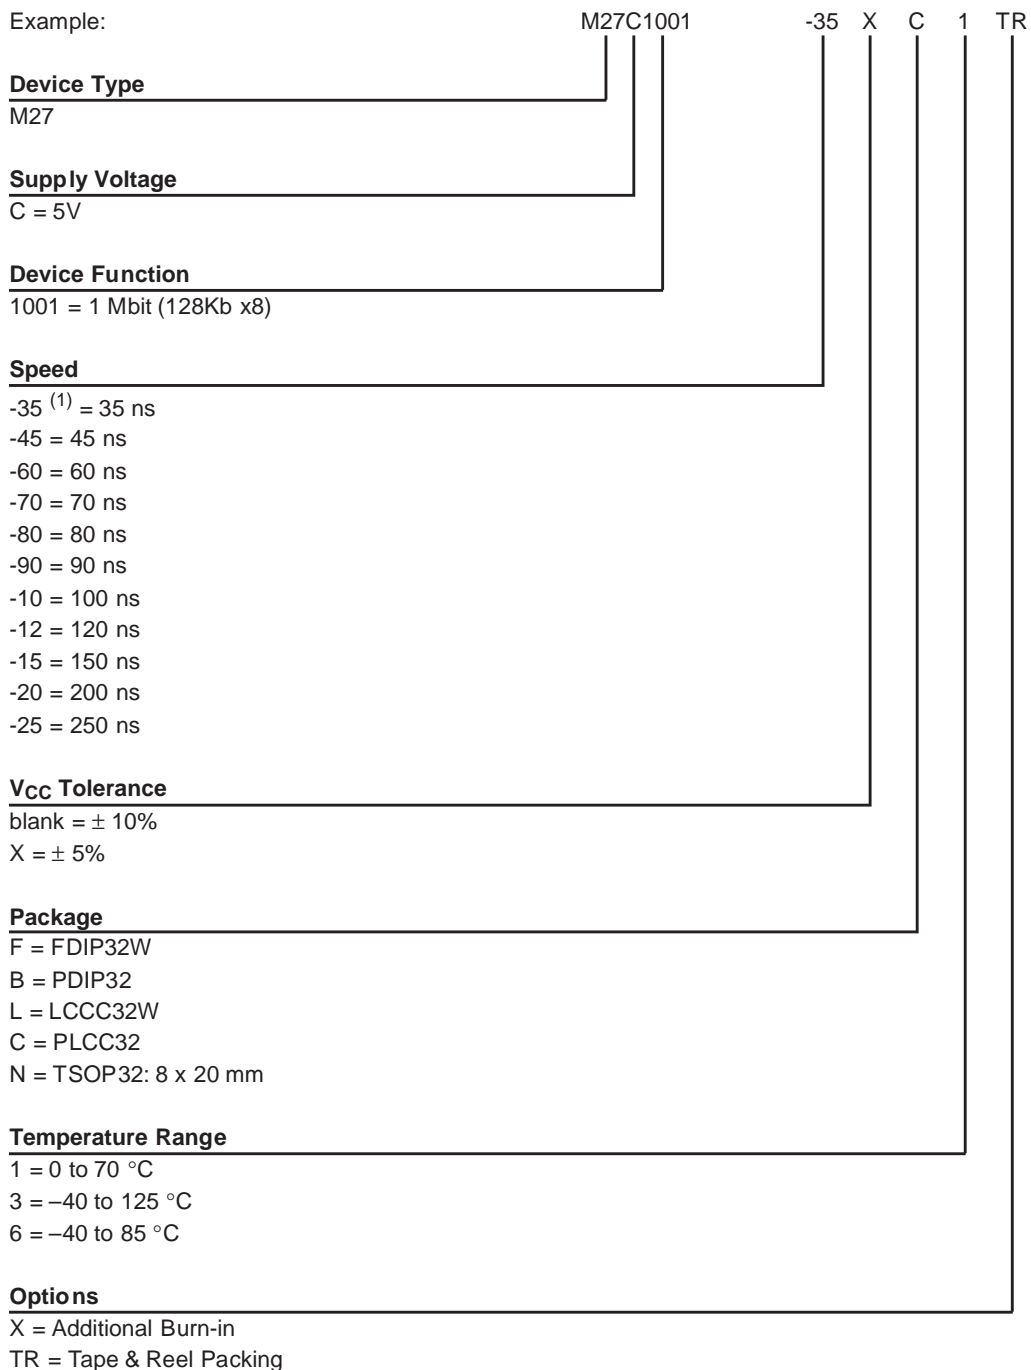 Example: M27C1001 -35 X C 1 TR
Device Type
M27
Supply Voltage
C = 5V
Device Function
1001 = 1 Mbit (128Kb x8)
Speed
-35 (1) = 35 ns
-45 = 45 ns
-60 = 60 ns
-70 = 70 ns
-80 = 80 ns
-90 = 90 ns
-10 = 100 ns
-12 = 120 ns
-15 = 150 ns
-20 = 200 ns
-25 = 250 ns
VCC Tolerance
blank = ± 10%
X = ± 5%
Package
F = FDIP32W
B = PDIP32
L = LCCC32W
C = PLCC32
N = TSOP32: 8 x 20 mm
Temperature Range
1 = 0 to 70 °C
3 = –40 to 125 °C
6 = –40 to 85 °C
Options
X = Additional Burn-in
TR = Tape & Reel Packing